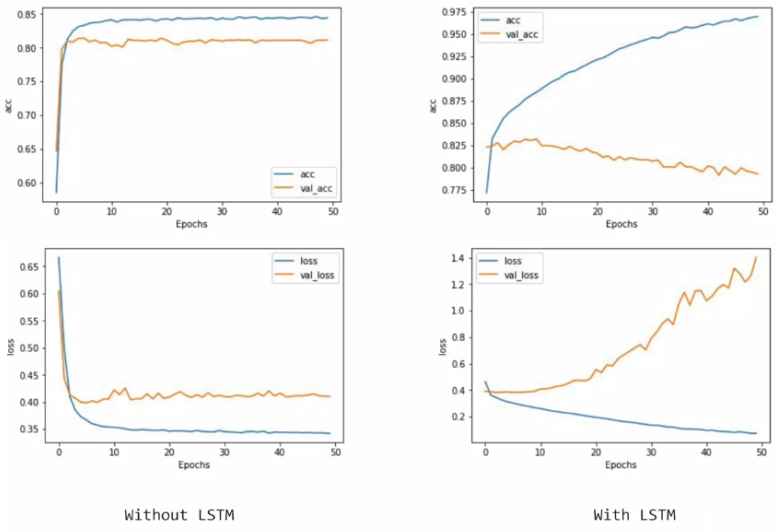 0.85
0.80
0.75
0.70
0.65
0.60
acc
acc
val_acc
0 10 20 30 40 50
Epochs
0.975
0.950
0.925
0.900
0.875
0.850
0.825
0.800
0.775
acc
acc
val_acc
0 10 20 30 40 50
Epochs
0.65
0.60
0.55
0.50
0.45
0.40
0.35
loss
loss
val_loss
0 10 20 30 40 50
Epochs
1.4
1.2
1.0
0.8
0.6
0.4
0.2
loss
loss
val_loss
0 10 20 30 40 50
Epochs
Without LSTM
With LSTM